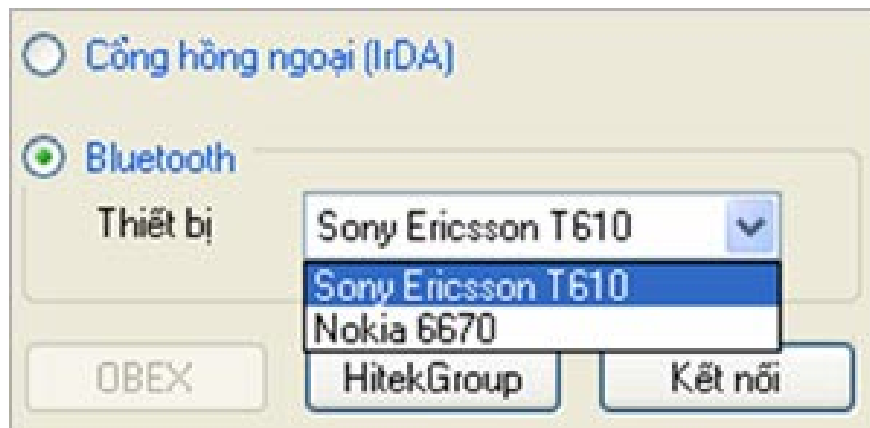 Cổng hồng ngoại (IrDA)
Bluetooth
Thiết bị Sony Ericsson T610
Sony Ericsson T610
Nokia 6670
OBEX HitekGroup Kết nối